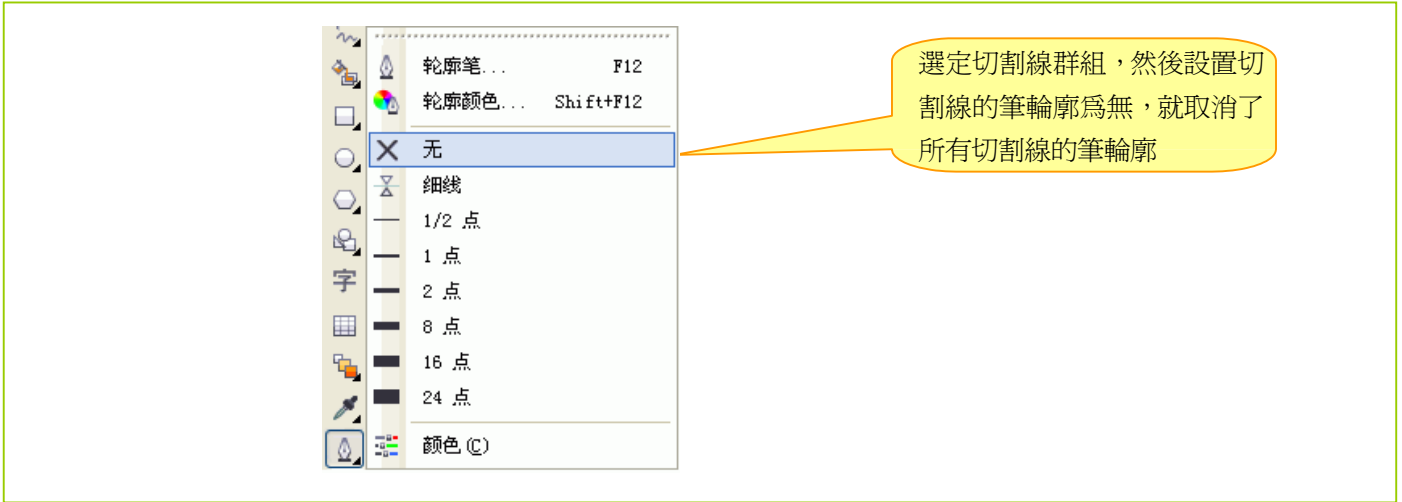 轮廓笔... F12
轮廓颜色... Shift+F12
无
细线
1/2 点
1 点
2 点
8 点
16 点
24 点
颜色(C)
字
選定切割線群組，然後設置切
割線的筆輪廓爲無，就取消了
所有切割線的筆輪廓